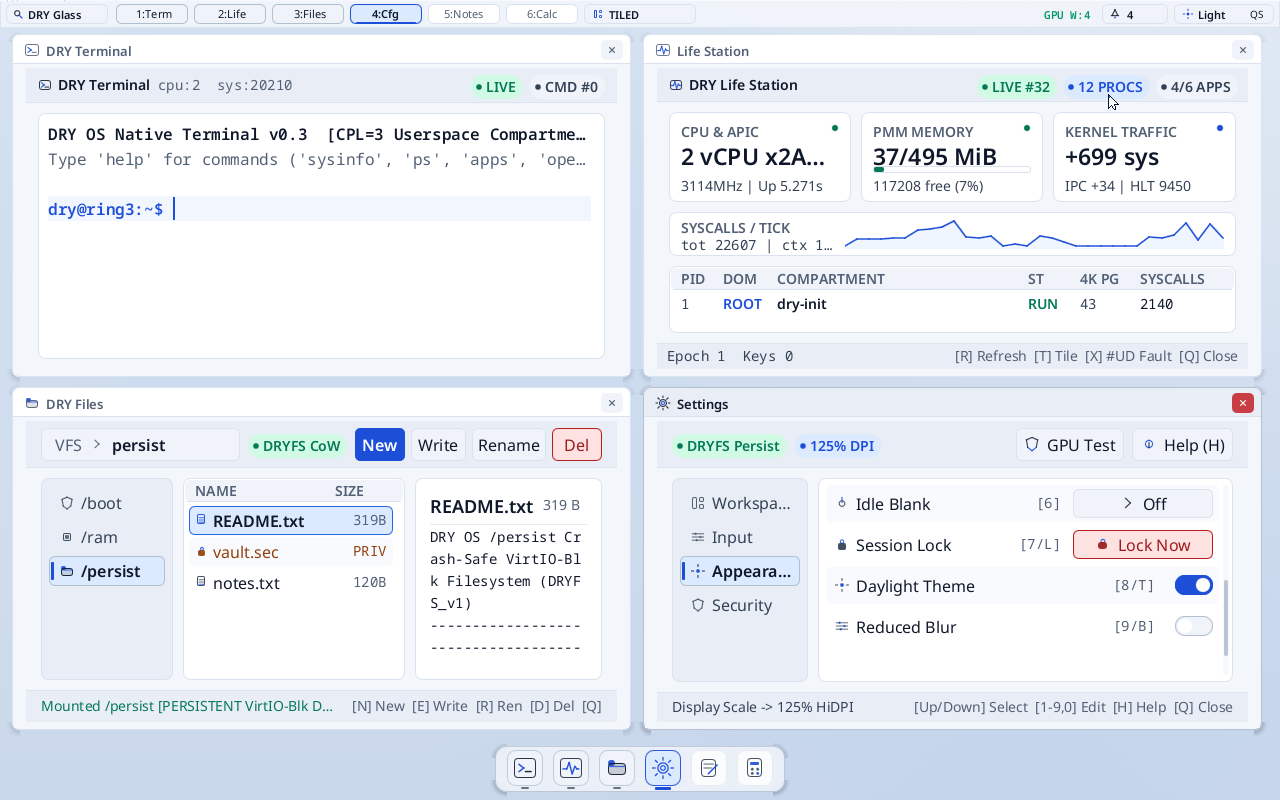 DRY Glass 1:Term 2:Life 3:Files 4:Cfg 5:Notes 6:Calc TILED GPU W:4 4 Light QS
DRY Terminal
DRY Terminal cpu:2 sys:20210 LIVE CMD #0
DRY OS Native Terminal v0.3 [CPL=3 Userspace Compartme…
Type 'help' for commands ('sysinfo', 'ps', 'apps', 'ope…
dry@ring3:~$
Life Station
DRY Life Station LIVE #32 12 PROCS 4/6 APPS
CPU & APIC PMM MEMORY KERNEL TRAFFIC
2 vCPU x2A... 37/495 MiB +699 sys
3114MHz | Up 5.271s 117208 free (7%) IPC +34 | HLT 9450
SYSCALLS / TICK
tot 22607 | ctx 1…
PID DOM COMPARTMENT ST 4K PG SYSCALLS
1 ROOT dry-init RUN 43 2140
Epoch 1 Keys 0 [R] Refresh [T] Tile [X] #UD Fault [Q] Close
DRY Files
VFS > persist DRYFS CoW New Write Rename Del
/boot
/ram
/persist
NAME SIZE
README.txt 319B
vault.sec PRIV
notes.txt 120B
README.txt 319 B
DRY OS /persist Cr
ash-Safe VirtIO-Bl
k Filesystem (DRYF
S_v1)
------------------
------------------
Mounted /persist [PERSISTENT VirtIO-Blk D... [N] New [E] Write [R] Ren [D] Del [Q]
Settings
DRYFS Persist 125% DPI GPU Test Help (H)
Workspa...
Input
Appeara...
Security
Idle Blank [6] > Off
Session Lock [7/L] Lock Now
Daylight Theme [8/T]
Reduced Blur [9/B]
Display Scale -> 125% HiDPI [Up/Down] Select [1-9,0] Edit [H] Help [Q] Close